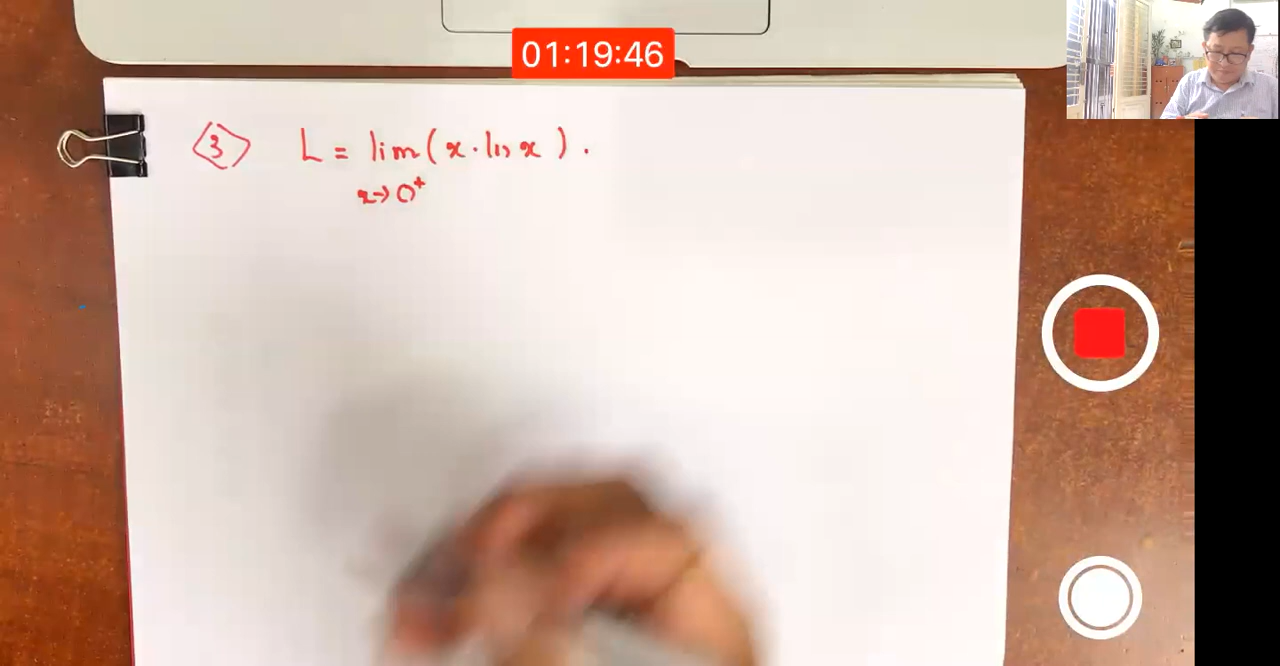 01:19:46
3 L = lim ( x . ln x ) .
x→0⁺